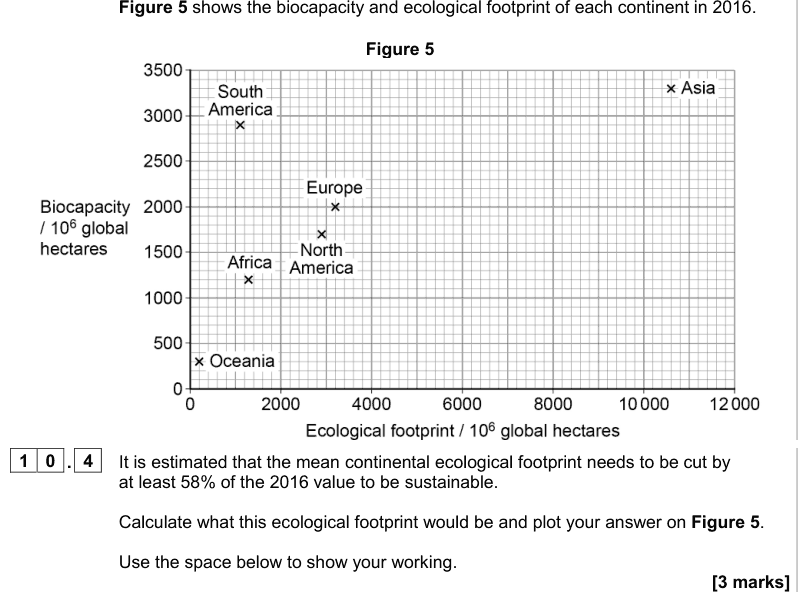 Figure 5 shows the biocapacity and ecological footprint of each continent in 2016.
Figure 5
3500
3000
2500
2000
1500
1000
500
0
Biocapacity
/ 10⁶ global
hectares
South
America
Asia
Europe
North
America
Africa
Oceania
0 2000 4000 6000 8000 10 000 12 000
Ecological footprint / 10⁶ global hectares
1 0 . 4 It is estimated that the mean continental ecological footprint needs to be cut by
at least 58% of the 2016 value to be sustainable.
Calculate what this ecological footprint would be and plot your answer on Figure 5.
Use the space below to show your working.
[3 marks]